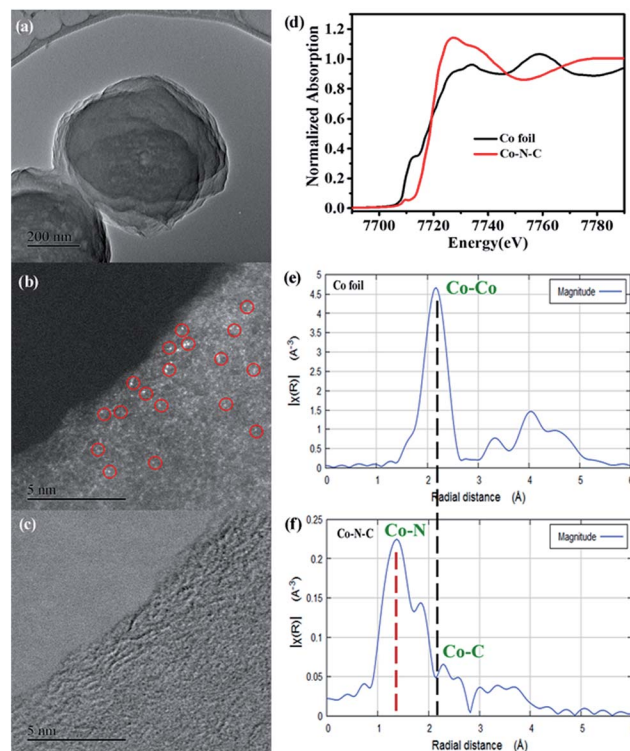 (a)
200 nm
(b)
5 nm
(c)
5 nm
(d)
Normalized Absorption
1.2
1.0
0.8
0.6
0.4
0.2
0.0
Co foil
Co-N-C
7700 7720 7740 7760 7780
Energy(eV)
(e)
Co foil
Co-Co
Magnitude
|χ(R)| (Å⁻³)
5
4.5
4
3.5
3
2.5
2
1.5
1
0.5
0
0 1 2 3 4 5 6
Radial distance (Å)
(f)
Co-N-C
Co-N
Magnitude
Co-C
|χ(R)| (Å⁻³)
0.25
0.2
0.15
0.1
0.05
0
0 1 2 3 4 5 6
Radial distance (Å)